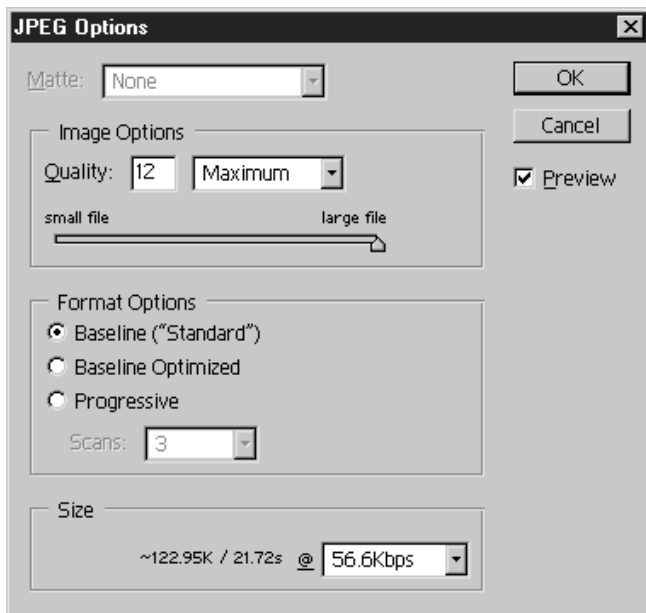 JPEG Options
Matte: None
OK
Cancel
Preview
Image Options
Quality: 12 Maximum
small file large file
Format Options
Baseline (“Standard”)
Baseline Optimized
Progressive
Scans: 3
Size
~122.95K / 21.72s @ 56.6Kbps